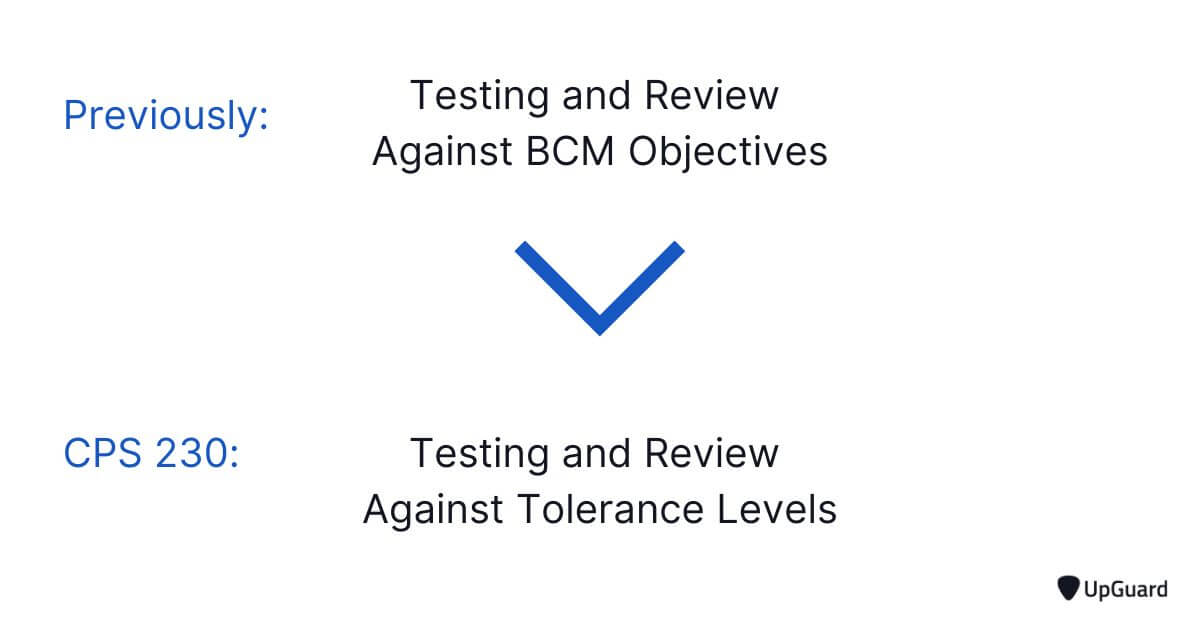 Previously:
Testing and Review
Against BCM Objectives
CPS 230:
Testing and Review
Against Tolerance Levels
UpGuard